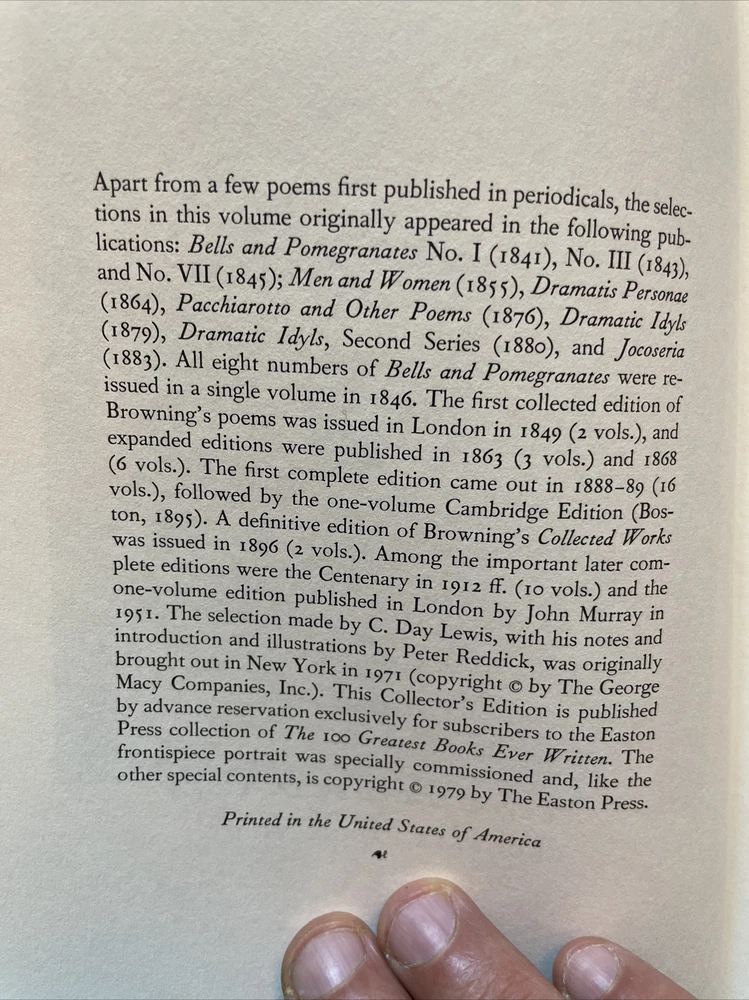 Apart from a few poems first published in periodicals, the selec-
tions in this volume originally appeared in the following pub-
lications: Bells and Pomegranates No. I (1841), No. III (1843),
and No. VII (1845); Men and Women (1855), Dramatis Personae
(1864), Pacchiarotto and Other Poems (1876), Dramatic Idyls
(1879), Dramatic Idyls, Second Series (1880), and Jocoseria
(1883). All eight numbers of Bells and Pomegranates were re-
issued in a single volume in 1846. The first collected edition of
Browning's poems was issued in London in 1849 (2 vols.), and
expanded editions were published in 1863 (3 vols.) and 1868
(6 vols.). The first complete edition came out in 1888–89 (16
vols.), followed by the one-volume Cambridge Edition (Bos-
ton, 1895). A definitive edition of Browning's Collected Works
was issued in 1896 (2 vols.). Among the important later com-
plete editions were the Centenary in 1912 ff. (10 vols.) and the
one-volume edition published in London by John Murray in
1951. The selection made by C. Day Lewis, with his notes and
introduction and illustrations by Peter Reddick, was originally
brought out in New York in 1971 (copyright © by The George
Macy Companies, Inc.). This Collector's Edition is published
by advance reservation exclusively for subscribers to the Easton
Press collection of The 100 Greatest Books Ever Written. The
frontispiece portrait was specially commissioned and, like the
other special contents, is copyright © 1979 by The Easton Press.
Printed in the United States of America